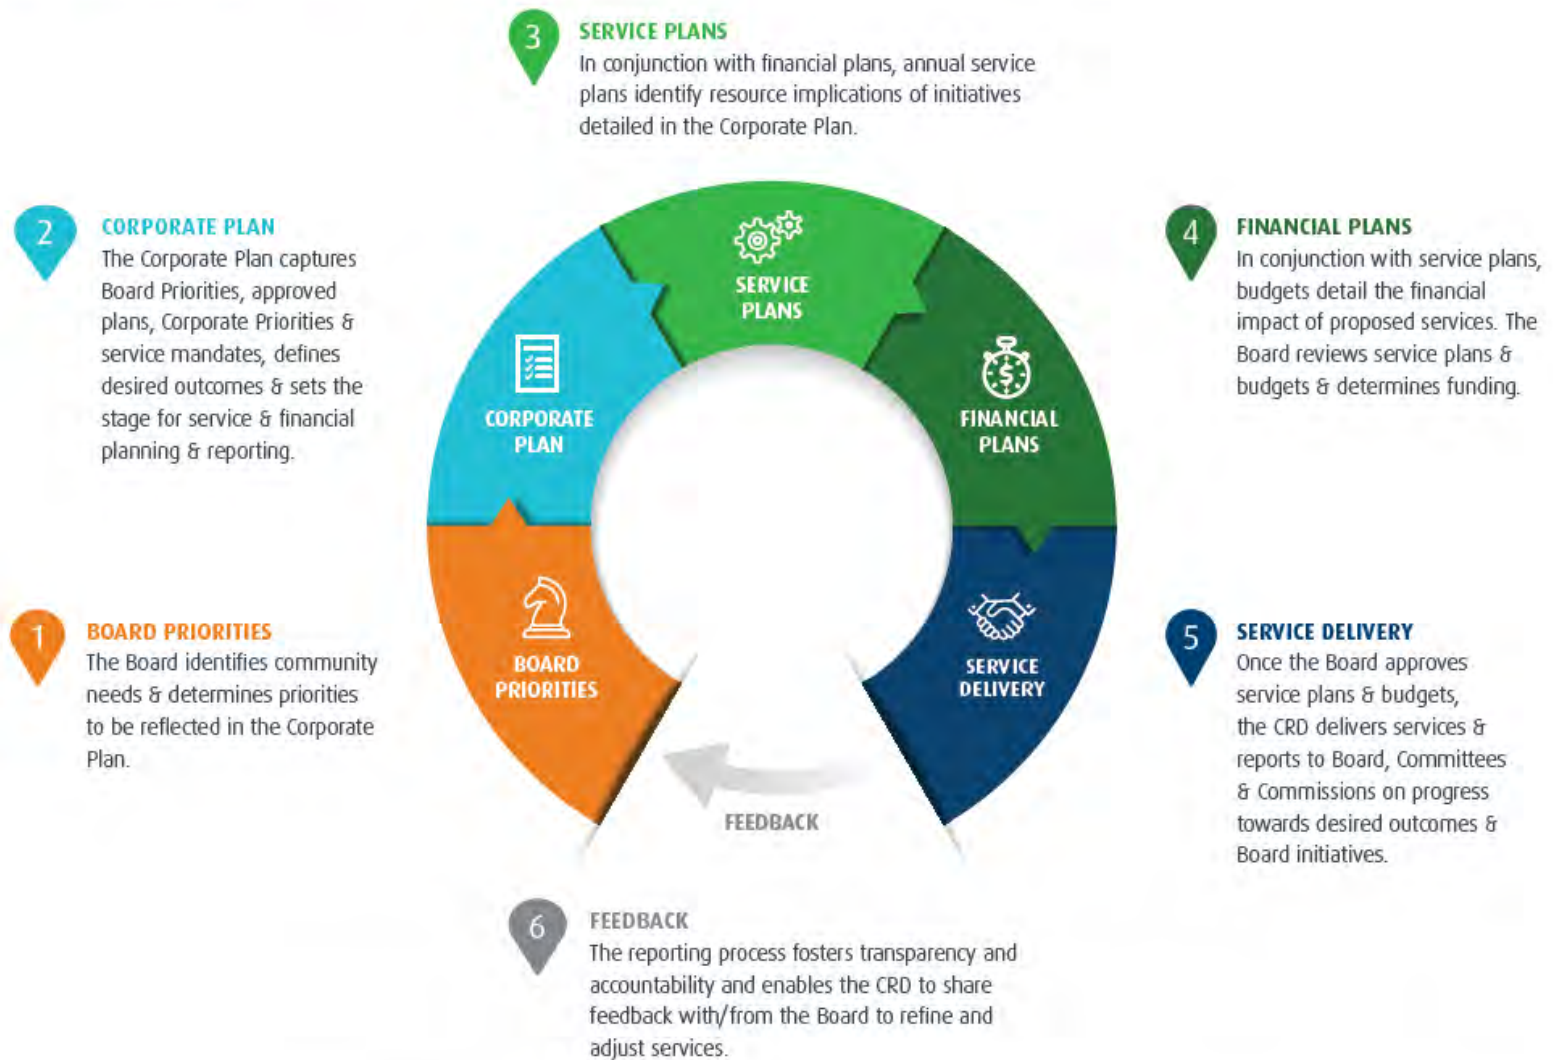 3
SERVICE PLANS
In conjunction with financial plans, annual service
plans identify resource implications of initiatives
detailed in the Corporate Plan.
2
CORPORATE PLAN
The Corporate Plan captures
Board Priorities, approved
plans, Corporate Priorities &
service mandates, defines
desired outcomes & sets the
stage for service & financial
planning & reporting.
4
FINANCIAL PLANS
In conjunction with service plans,
budgets detail the financial
impact of proposed services. The
Board reviews service plans &
budgets & determines funding.
SERVICE
PLANS
CORPORATE
PLAN
FINANCIAL
PLANS
BOARD
PRIORITIES
SERVICE
DELIVERY
FEEDBACK
1
BOARD PRIORITIES
The Board identifies community
needs & determines priorities
to be reflected in the Corporate
Plan.
5
SERVICE DELIVERY
Once the Board approves
service plans & budgets,
the CRD delivers services &
reports to Board, Committees
& Commissions on progress
towards desired outcomes &
Board initiatives.
6
FEEDBACK
The reporting process fosters transparency and
accountability and enables the CRD to share
feedback with/from the Board to refine and
adjust services.